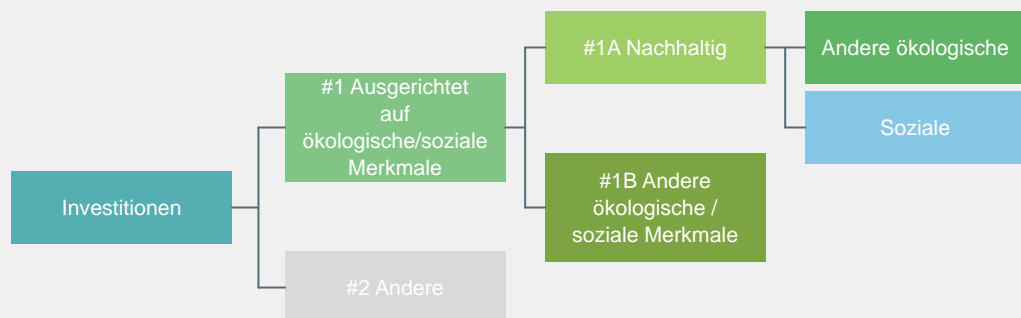 Investitionen
#1 Ausgerichtet
auf
ökologische/soziale
Merkmale
#2 Andere
#1A Nachhaltig
#1B Andere
ökologische /
soziale Merkmale
Andere ökologische
Soziale